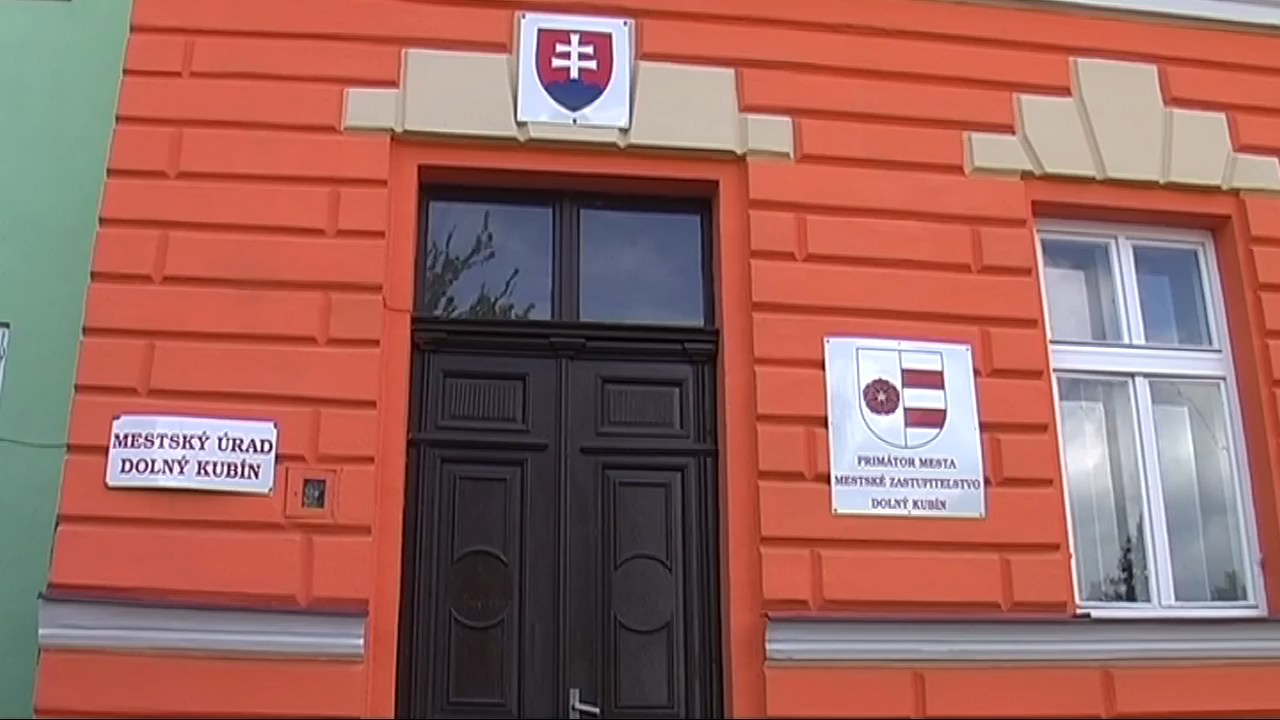 MESTSKÝ ÚRAD
DOLNÝ KUBÍN
PRIMÁTOR MESTA
MESTSKÉ ZASTUPITEĽSTVO
DOLNÝ KUBÍN